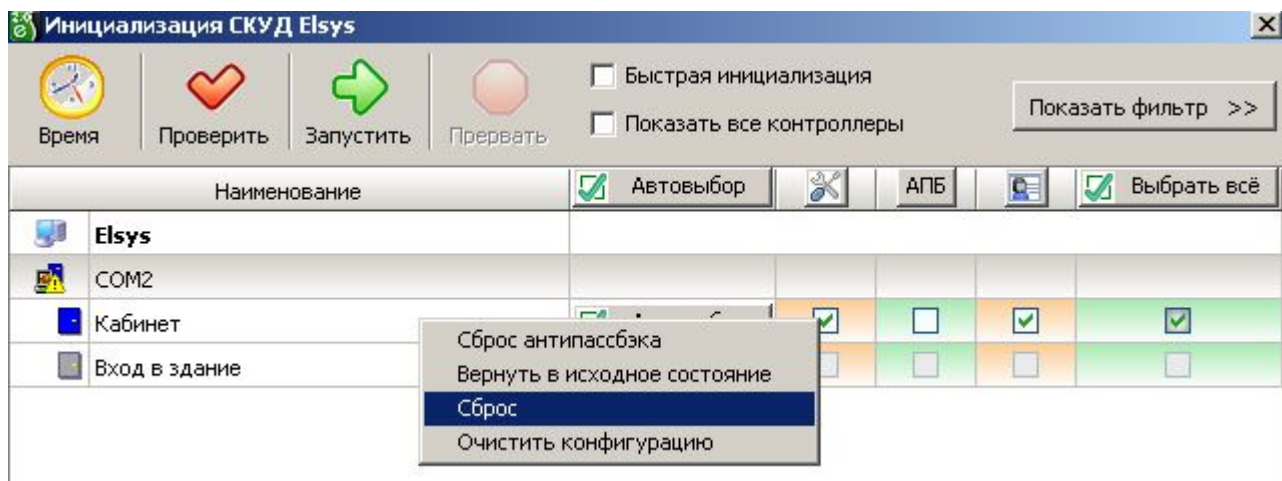 Инициализация СКУД Elsys
Быстрая инициализация
Показать все контроллеры
Показать фильтр >>
Время Проверить Запустить Прервать
Наименование Автовыбор АПБ Выбрать всё
Elsys
COM2
Кабинет
Вход в здание
Сброс антипассбэка
Вернуть в исходное состояние
Сброс
Очистить конфигурацию